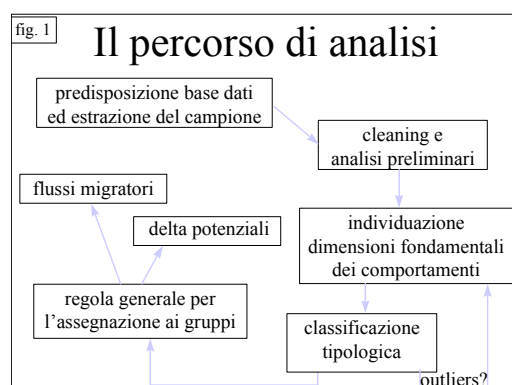 fig. 1
Il percorso di analisi
predisposizione base dati
ed estrazione del campione
cleaning e
analisi preliminari
flussi migratori
delta potenziali
individuazione
dimensioni fondamentali
dei comportamenti
regola generale per
l’assegnazione ai gruppi
classificazione
tipologica
outliers?